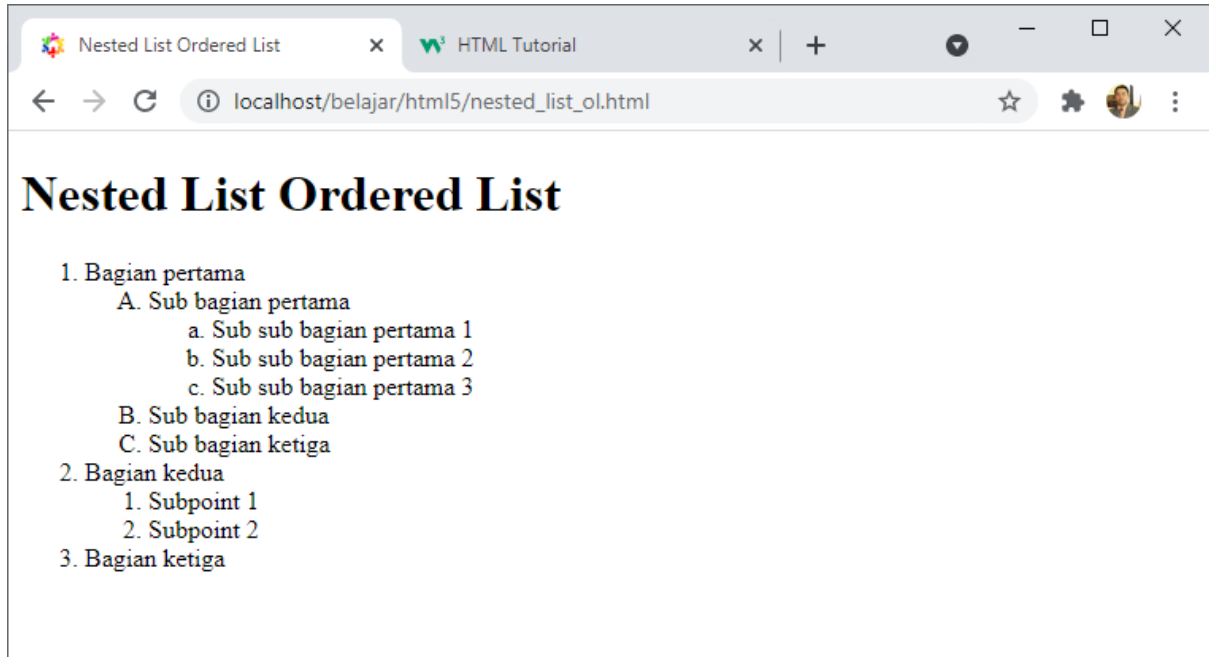 Nested List Ordered List
HTML Tutorial
localhost/belajar/html5/nested_list_ol.html
Nested List Ordered List
1. Bagian pertama
A. Sub bagian pertama
a. Sub sub bagian pertama 1
b. Sub sub bagian pertama 2
c. Sub sub bagian pertama 3
B. Sub bagian kedua
C. Sub bagian ketiga
2. Bagian kedua
1. Subpoint 1
2. Subpoint 2
3. Bagian ketiga